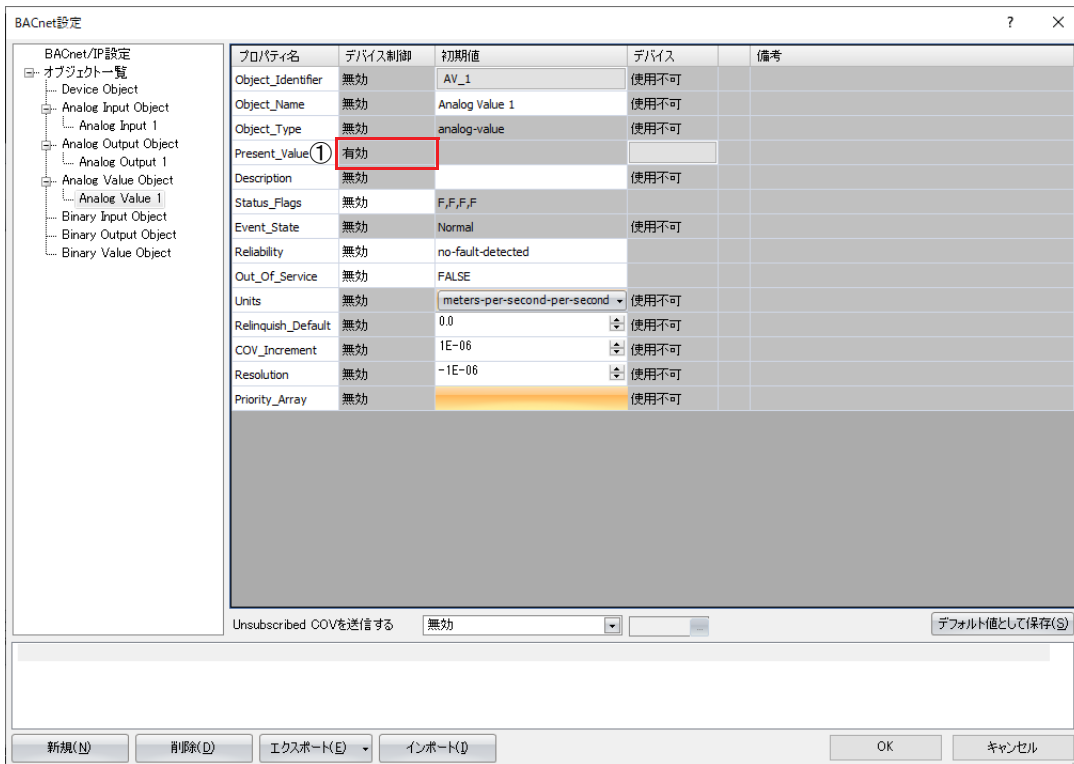 BACnet設定
? ×
BACnet/IP設定
オブジェクト一覧
Device Object
Analog Input Object
Analog Input 1
Analog Output Object
Analog Output 1
Analog Value Object
Analog Value 1
Binary Input Object
Binary Output Object
Binary Value Object
プロパティ名 デバイス制御 初期値 デバイス 備考
Object_Identifier 無効 AV_1 使用不可
Object_Name 無効 Analog Value 1 使用不可
Object_Type 無効 analog-value 使用不可
Present_Value ① 有効
Description 無効 使用不可
Status_Flags 無効 F,F,F,F
Event_State 無効 Normal 使用不可
Reliability 無効 no-fault-detected
Out_Of_Service 無効 FALSE
Units 無効 meters-per-second-per-second 使用不可
Relinquish_Default 無効 0.0 使用不可
COV_Increment 無効 1E-06 使用不可
Resolution 無効 -1E-06 使用不可
Priority_Array 無効 使用不可
Unsubscribed COVを送信する 無効 ... デフォルト値として保存(S)
新規(N) 削除(D) エクスポート(E) インポート(I) OK キャンセル